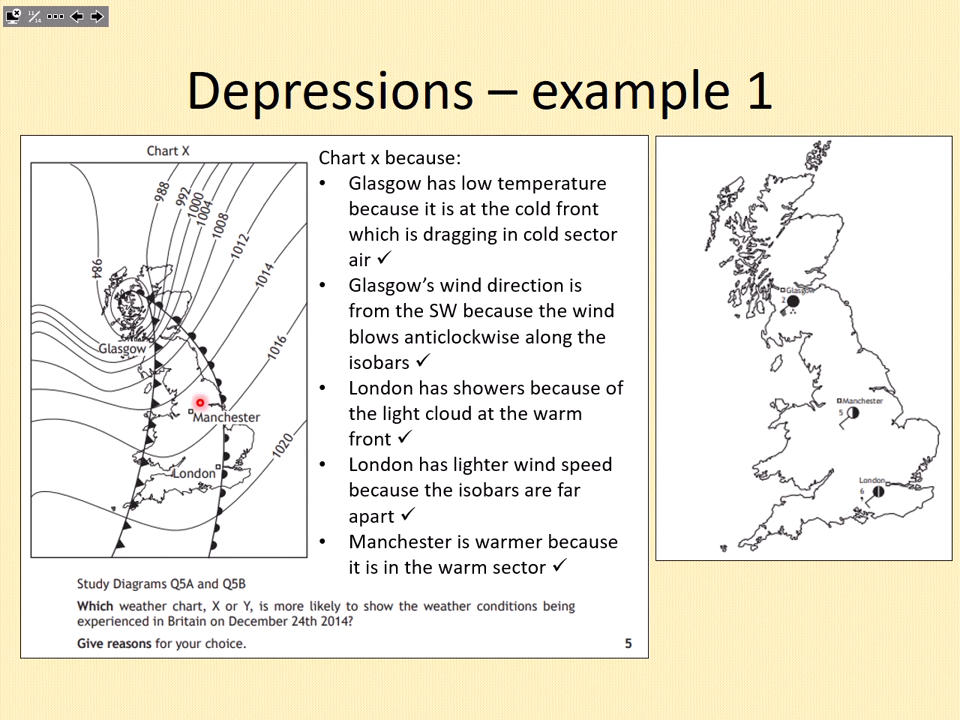 11/14
Depressions – example 1
Chart X
988
992
1000
1004
1008
1012
984
1014
1016
Glasgow
Manchester
1020
London
Chart x because:
• Glasgow has low temperature
because it is at the cold front
which is dragging in cold sector
air ✓
• Glasgow’s wind direction is
from the SW because the wind
blows anticlockwise along the
isobars ✓
• London has showers because of
the light cloud at the warm
front ✓
• London has lighter wind speed
because the isobars are far
apart ✓
• Manchester is warmer because
it is in the warm sector ✓
Study Diagrams Q5A and Q5B
Which weather chart, X or Y, is more likely to show the weather conditions being
experienced in Britain on December 24th 2014?
Give reasons for your choice.
5
Glasgow
2
Manchester
5
London
6